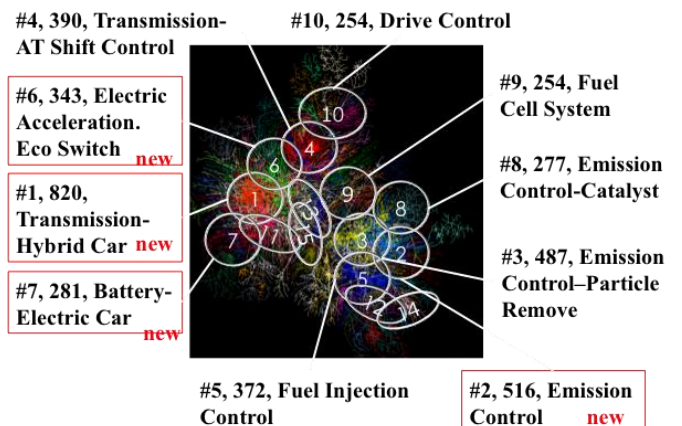 #4, 390, Transmission-
AT Shift Control
#10, 254, Drive Control
#6, 343, Electric
Acceleration.
Eco Switch
new
#1, 820,
Transmission-
Hybrid Car new
#7, 281, Battery-
Electric Car
new
#9, 254, Fuel
Cell System
#8, 277, Emission
Control-Catalyst
#3, 487, Emission
Control–Particle
Remove
#5, 372, Fuel Injection
Control
#2, 516, Emission
Control new
10
4
6
1
9
8
7
3
2
5
12
14